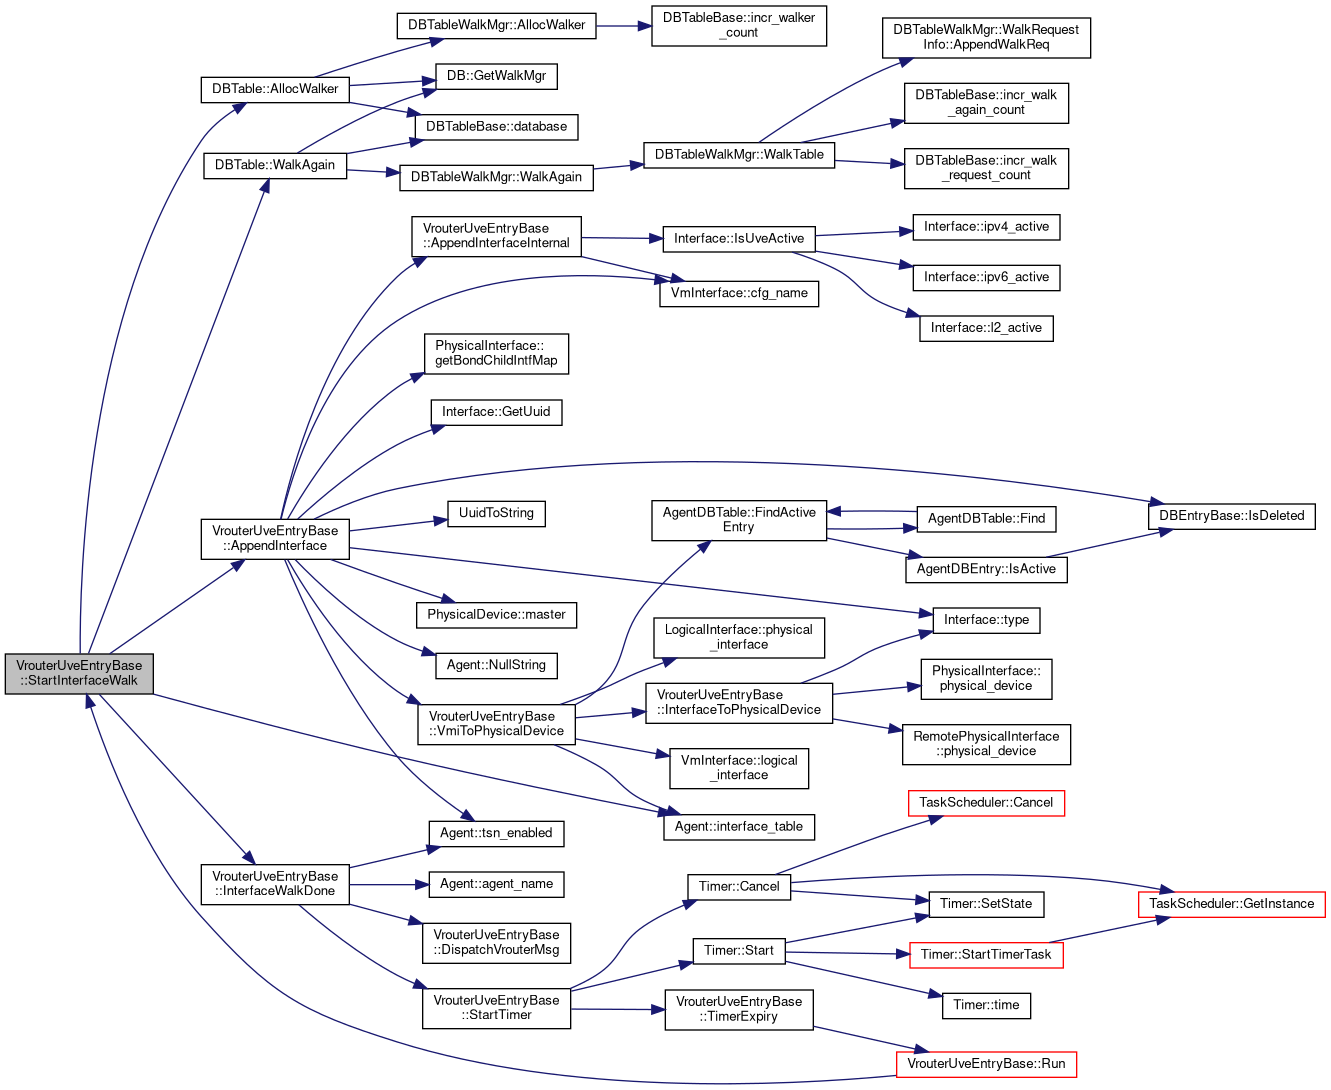 VrouterUveEntryBase
::StartInterfaceWalk
DBTable::AllocWalker
DBTable::WalkAgain
VrouterUveEntryBase
::AppendInterface
VrouterUveEntryBase
::InterfaceWalkDone
DBTableWalkMgr::AllocWalker
DB::GetWalkMgr
DBTableBase::database
DBTableWalkMgr::WalkAgain
VrouterUveEntryBase
::AppendInterfaceInternal
PhysicalInterface::
getBondChildIntfMap
Interface::GetUuid
UuidToString
PhysicalDevice::master
Agent::NullString
VrouterUveEntryBase
::VmiToPhysicalDevice
Agent::tsn_enabled
Agent::agent_name
VrouterUveEntryBase
::DispatchVrouterMsg
VrouterUveEntryBase
::StartTimer
DBTableBase::incr_walker
_count
DBTableWalkMgr::WalkTable
Interface::IsUveActive
VmInterface::cfg_name
AgentDBTable::FindActive
Entry
LogicalInterface::physical
_interface
VrouterUveEntryBase
::InterfaceToPhysicalDevice
VmInterface::logical
_interface
Agent::interface_table
Timer::Cancel
Timer::Start
VrouterUveEntryBase
::TimerExpiry
DBTableWalkMgr::WalkRequest
Info::AppendWalkReq
DBTableBase::incr_walk
_again_count
DBTableBase::incr_walk
_request_count
Interface::ipv4_active
Interface::ipv6_active
Interface::l2_active
AgentDBTable::Find
AgentDBEntry::IsActive
Interface::type
PhysicalInterface::
physical_device
RemotePhysicalInterface
::physical_device
TaskScheduler::Cancel
Timer::SetState
Timer::StartTimerTask
Timer::time
VrouterUveEntryBase::Run
DBEntryBase::IsDeleted
TaskScheduler::GetInstance